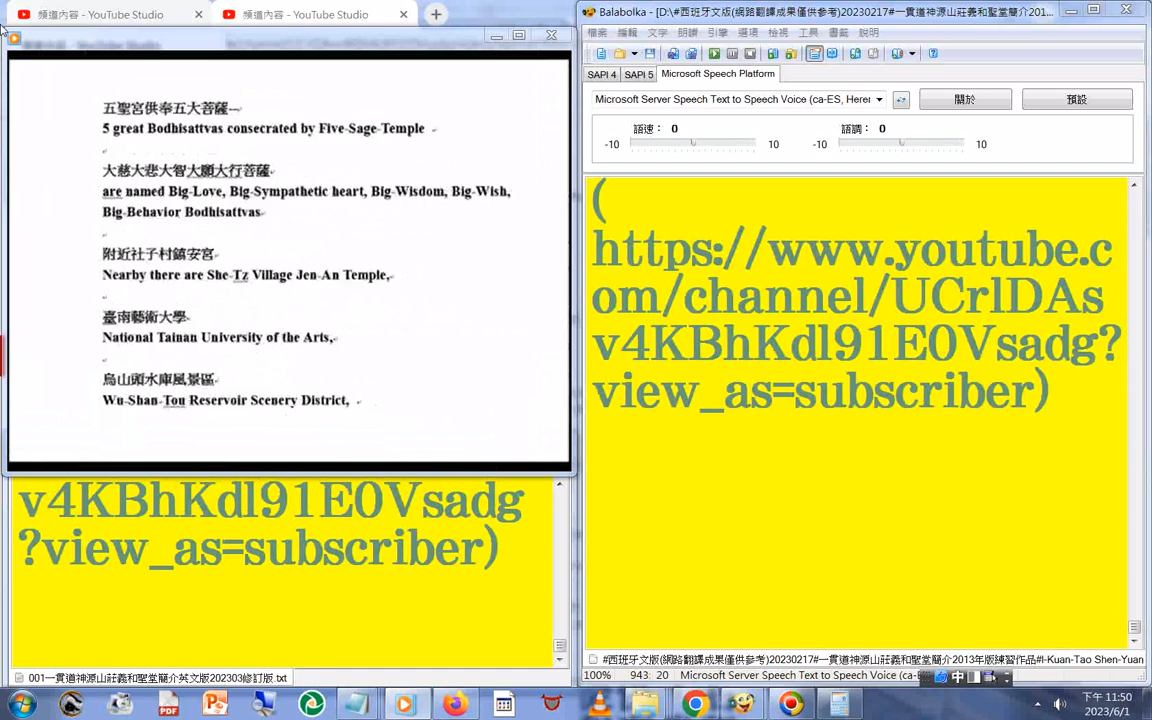 頻道內容 - YouTube Studio
頻道內容 - YouTube Studio
五聖宮供奉五大菩薩—
5 great Bodhisattvas consecrated by Five-Sage-Temple
大慈大悲大智大願大行菩薩
are named Big-Love, Big-Sympathetic heart, Big-Wisdom, Big-Wish,
Big-Behavior Bodhisattvas
附近社子村鎮安宮
Nearby there are She-Tz Village Jen-An Temple,
臺南藝術大學
National Tainan University of the Arts,
烏山頭水庫風景區
Wu-Shan-Tou Reservoir Scenery District,
v4KBhKdl91E0Vsadg
?view_as=subscriber)
001一貫道神源山莊義和聖堂簡介英文版202303修訂版.txt
Balabolka - [D:\#西班牙文版(網路翻譯成果僅供參考)20230217#一貫道神源山莊義和聖堂簡介201...
檔案 編輯 文字 朗讀 引擎 選項 檢視 工具 書籤 說明
SAPI 4 SAPI 5 Microsoft Speech Platform
Microsoft Server Speech Text to Speech Voice (ca-ES, Herer
關於
預設
語速： 0
語調： 0
-10 10 -10 10
(
https://www.youtube.c
om/channel/UCrlDAs
v4KBhKdl91E0Vsadg?
view_as=subscriber)
#西班牙文版(網路翻譯成果僅供參考)20230217#一貫道神源山莊義和聖堂簡介2013年版練習作品#I-Kuan-Tao Shen-Yuan
100% 943: 20 Microsoft Server Speech Text to Speech Voice (ca-E
中
PDF
下午 11:50
2023/6/1